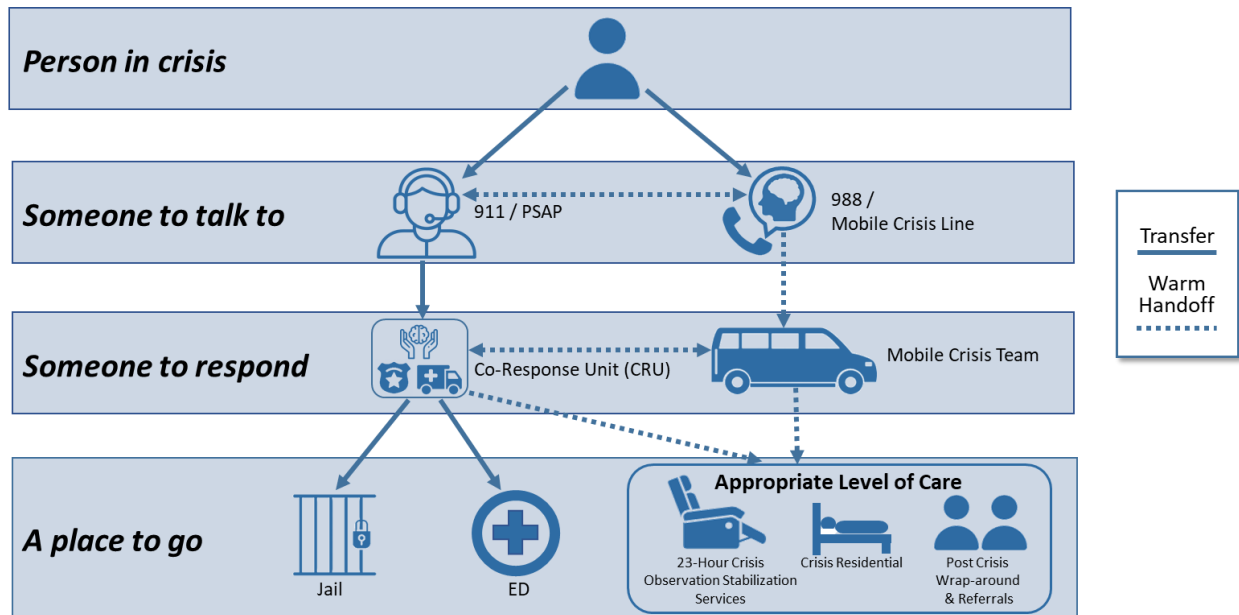 Person in crisis
Someone to talk to
911 / PSAP
988 /
Mobile Crisis Line
Transfer
Warm
Handoff
Someone to respond
Co-Response Unit (CRU)
Mobile Crisis Team
A place to go
Jail
ED
Appropriate Level of Care
23-Hour Crisis
Observation Stabilization
Services
Crisis Residential
Post Crisis
Wrap-around
& Referrals